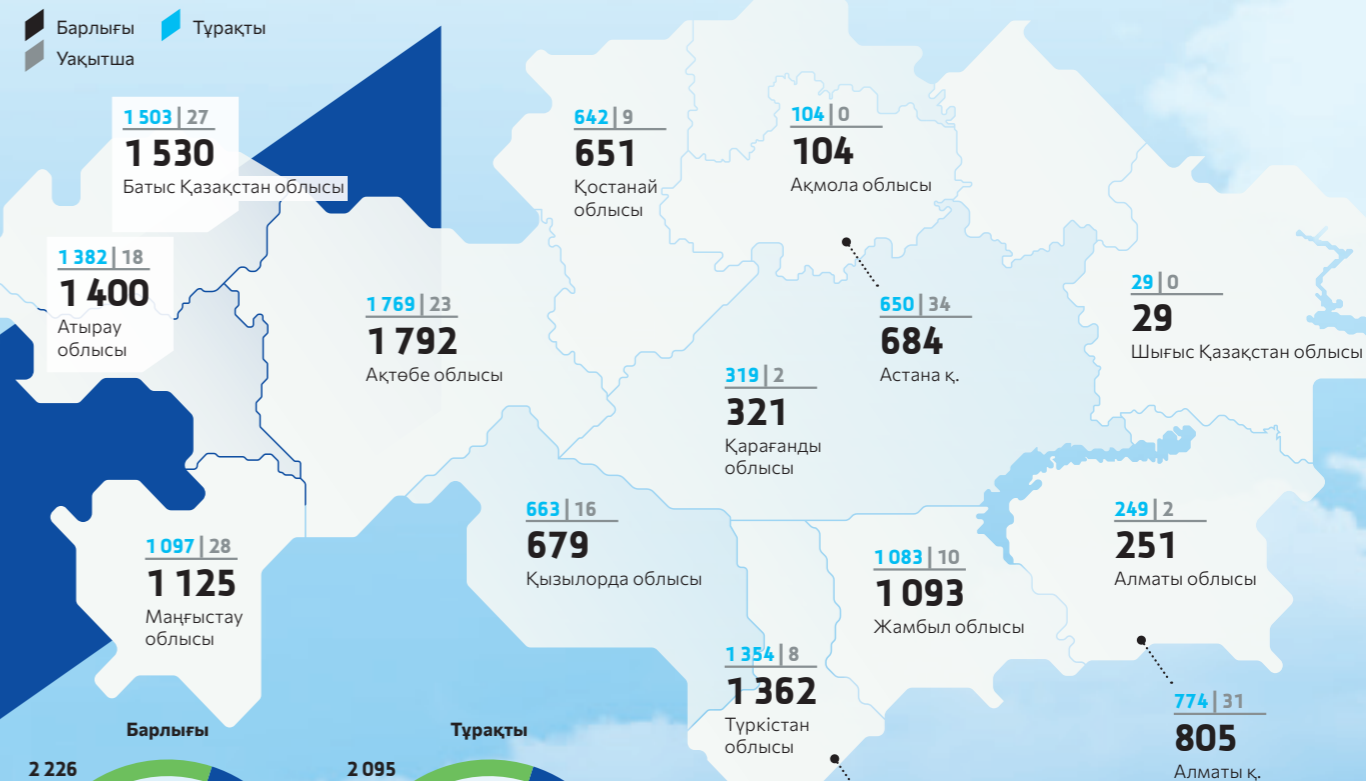 Барлығы
Тұрақты
Уақытша
1 503 | 27
1 530
Батыс Қазақстан облысы
642 | 9
651
Қостанай
облысы
104 | 0
104
Ақмола облысы
1 382 | 18
1 400
Атырау
облысы
1 769 | 23
1 792
Ақтөбе облысы
650 | 34
684
Астана қ.
29 | 0
29
Шығыс Қазақстан облысы
319 | 2
321
Қарағанды
облысы
663 | 16
679
Қызылорда облысы
249 | 2
251
Алматы облысы
1 097 | 28
1 125
Маңғыстау
облысы
1 083 | 10
1 093
Жамбыл облысы
1 354 | 8
1 362
Түркістан
облысы
774 | 31
805
Алматы қ.
Барлығы
2 226
Тұрақты
2 095